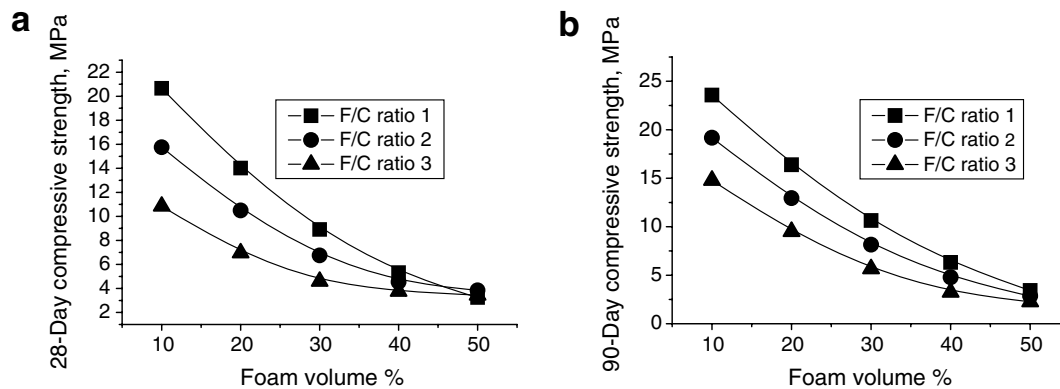 a
28-Day compressive strength, MPa
22
20
18
16
14
12
10
8
6
4
2
F/C ratio 1
F/C ratio 2
F/C ratio 3
10 20 30 40 50
Foam volume %
b
90-Day compressive strength, MPa
25
20
15
10
5
0
F/C ratio 1
F/C ratio 2
F/C ratio 3
10 20 30 40 50
Foam volume %